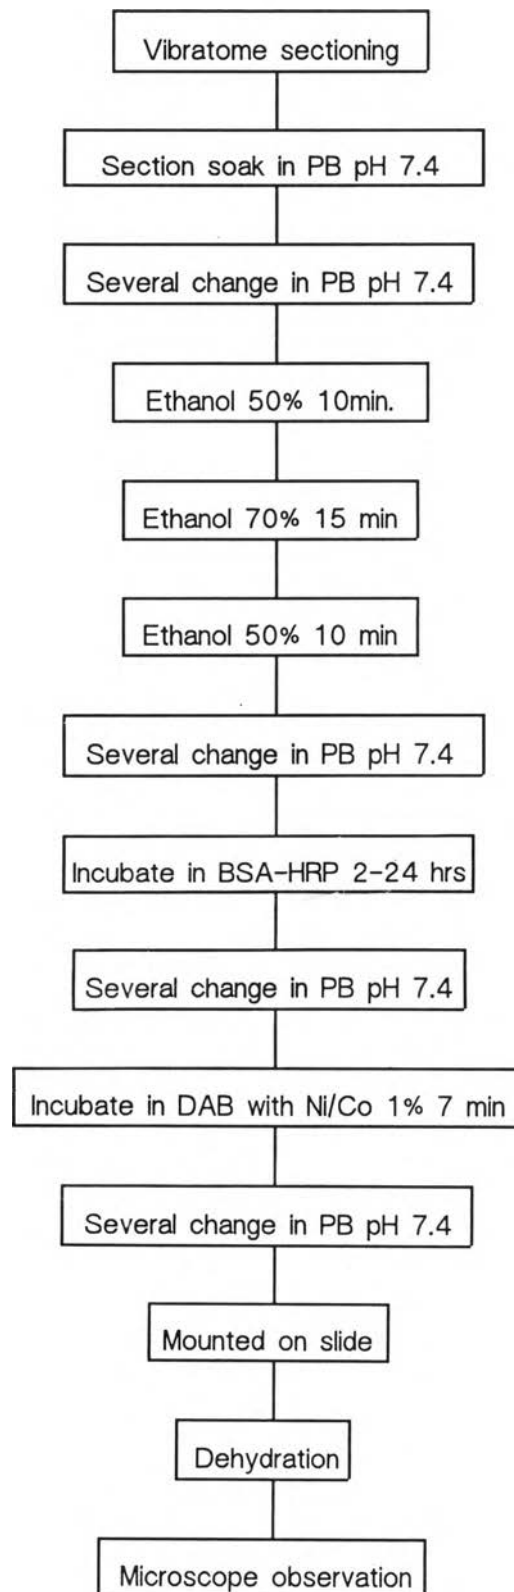 Vibratome sectioning
Section soak in PB pH 7.4
Several change in PB pH 7.4
Ethanol 50% 10min.
Ethanol 70% 15 min
Ethanol 50% 10 min
Several change in PB pH 7.4
Incubate in BSA-HRP 2-24 hrs
Several change in PB pH 7.4
Incubate in DAB with Ni/Co 1% 7 min
Several change in PB pH 7.4
Mounted on slide
Dehydration
Microscope observation